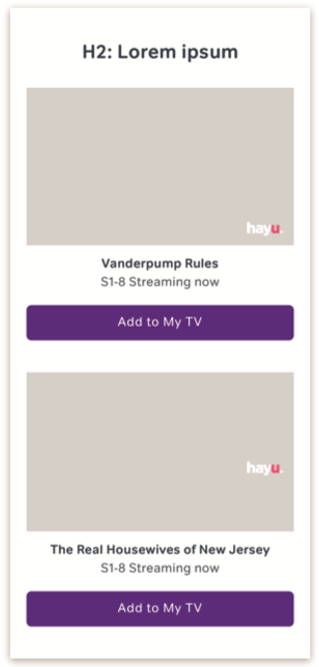 H2: Lorem ipsum
hayu.
Vanderpump Rules
S1-8 Streaming now
Add to My TV
hayu.
The Real Housewives of New Jersey
S1-8 Streaming now
Add to My TV